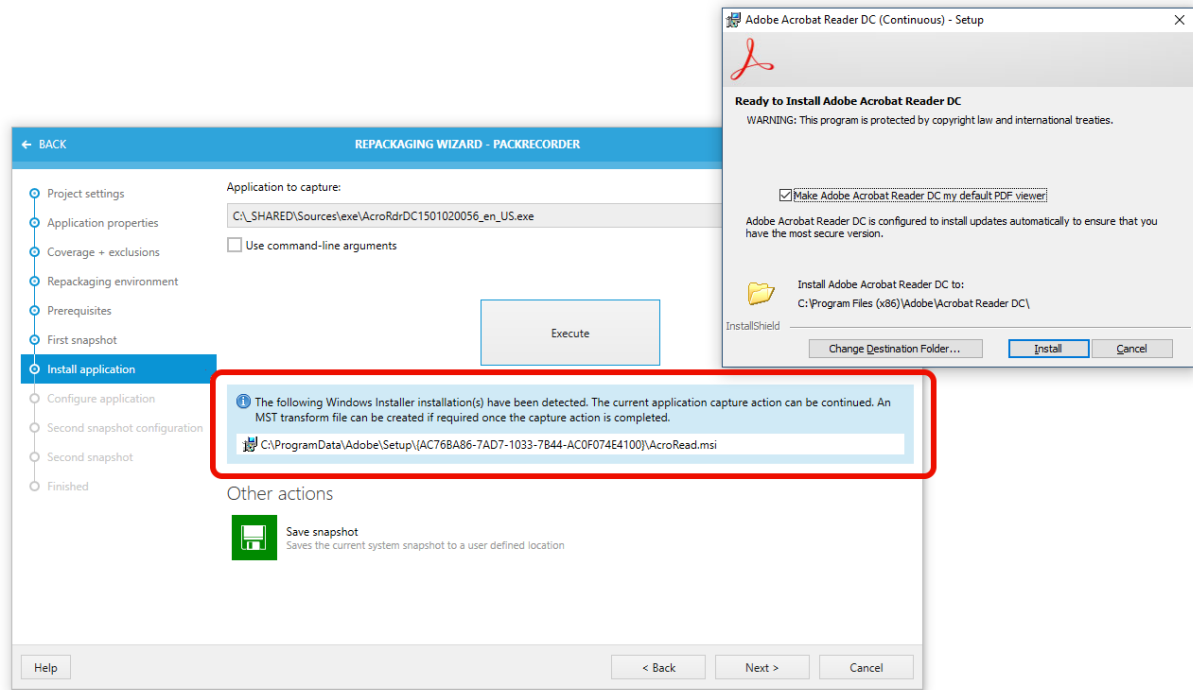 Adobe Acrobat Reader DC (Continuous) - Setup
Ready to Install Adobe Acrobat Reader DC
WARNING: This program is protected by copyright law and international treaties.
Make Adobe Acrobat Reader DC my default PDF viewer
Adobe Acrobat Reader DC is configured to install updates automatically to ensure that you
have the most secure version.
Install Adobe Acrobat Reader DC to:
C:\Program Files (x86)\Adobe\Acrobat Reader DC\
InstallShield
Change Destination Folder...
Install
Cancel
BACK
REPACKAGING WIZARD - PACKRECORDER
Project settings
Application properties
Coverage + exclusions
Repackaging environment
Prerequisites
First snapshot
Install application
Configure application
Second snapshot configuration
Second snapshot
Finished
Application to capture:
C:\_SHARED\Sources\exe\AcroRdrDC1501020056_en_US.exe
Use command-line arguments
Execute
The following Windows Installer installation(s) have been detected. The current application capture action can be continued. An
MST transform file can be created if required once the capture action is completed.
C:\ProgramData\Adobe\Setup\{AC76BA86-7AD7-1033-7B44-AC0F074E4100}\AcroRead.msi
Other actions
Save snapshot
Saves the current system snapshot to a user defined location
Help
< Back
Next >
Cancel